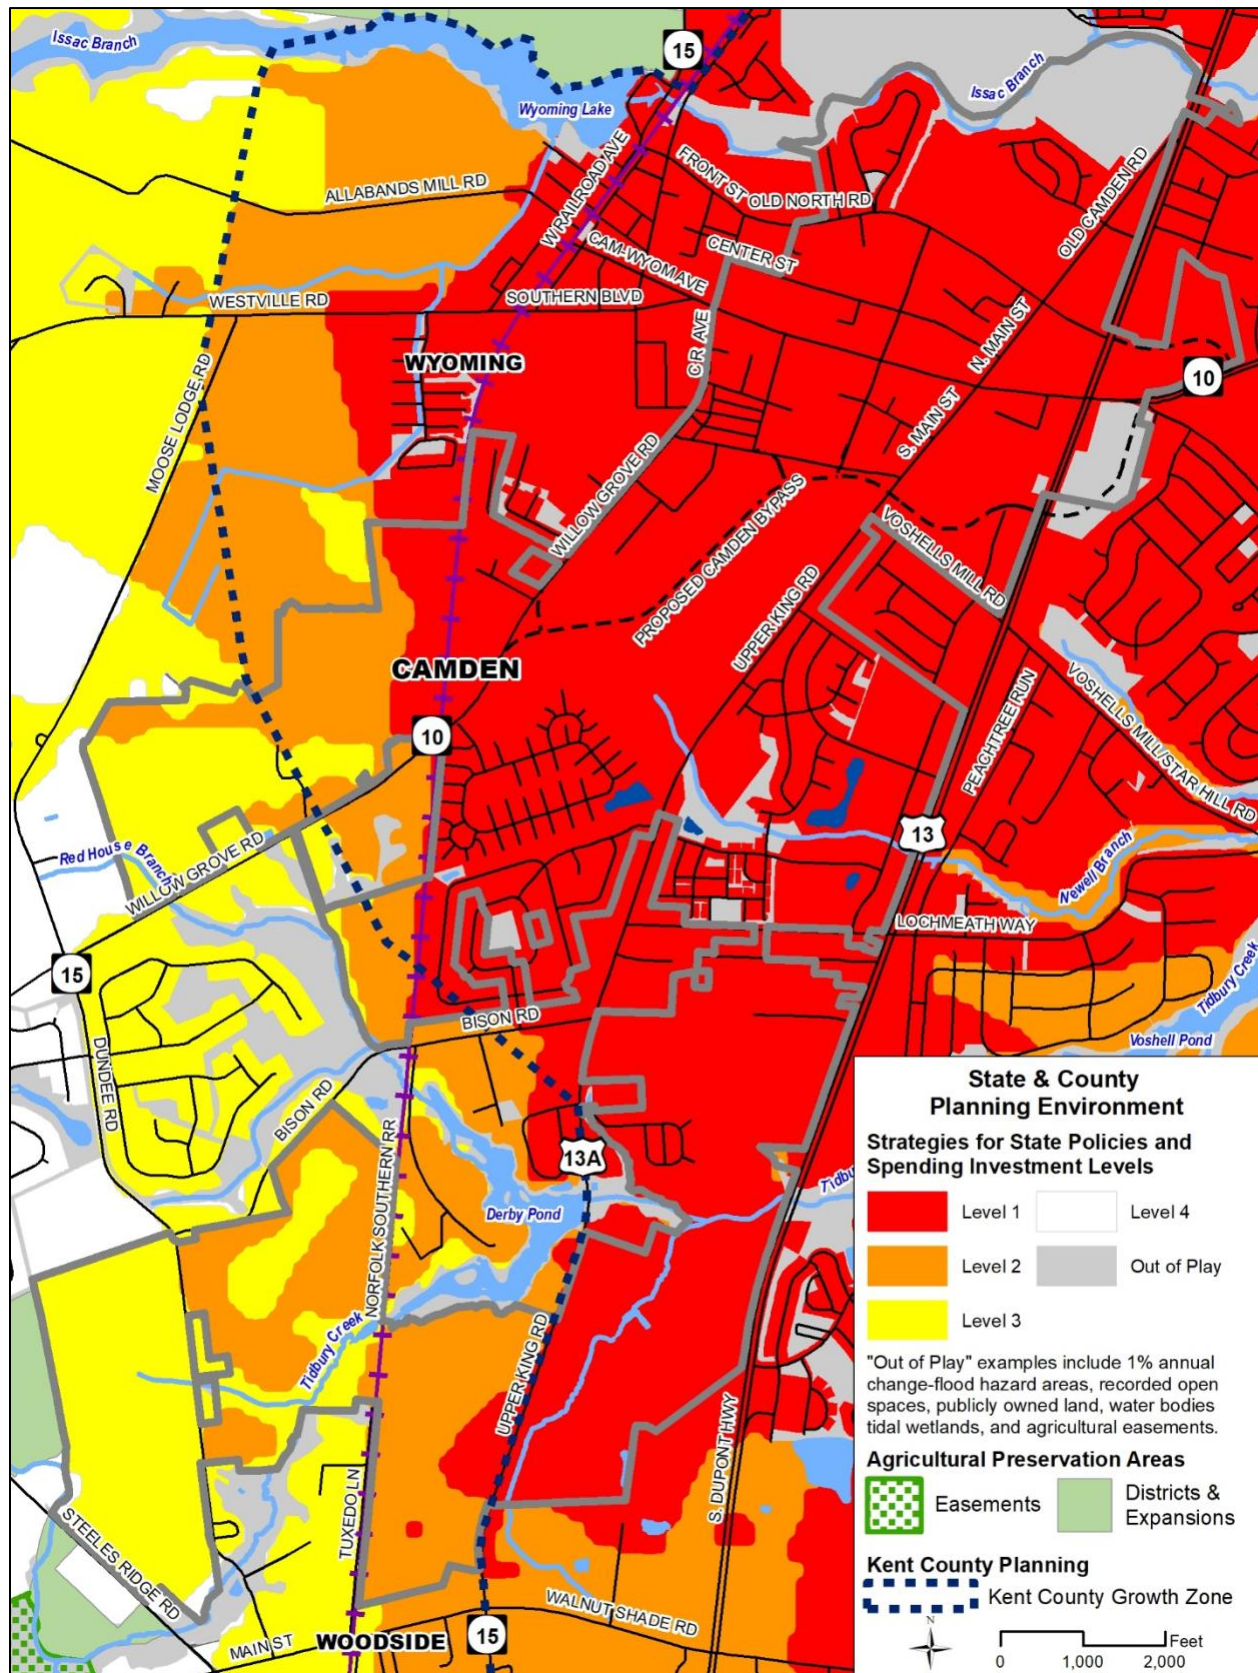 Issac Branch
15
Wyoming Lake
Issac Branch
FRONT ST
OLD NORTH RD
ALLABANDS MILL RD
W RAILROAD AVE
OLD CAMDEN RD
CENTER ST
CAM-WYOM AVE
WESTVILLE RD
SOUTHERN BLVD
C.R. AVE
N. MAIN ST
WYOMING
10
MOOSE LODGE RD
S. MAIN ST
WILLOW GROVE RD
PROPOSED CAMDEN BYPASS
VOSHELLS MILL RD
UPPER KING RD
CAMDEN
VOSHELLS MILL/STAR HILL RD
PEACHTREE RUN
10
13
Red House Branch
WILLOW GROVE RD
Newell Branch
LOCHMEATH WAY
15
BISON RD
Tidbury Creek
Voshell Pond
DUNDEE RD
BISON RD
NORFOLK SOUTHERN RR
13A
Tidbury
Derby Pond
Tidbury Creek
UPPER KING RD
S. DUPONT HWY
TUXEDO LN
STEELES RIDGE RD
WALNUT SHADE RD
MAIN ST
WOODSIDE
15
State & County
Planning Environment
Strategies for State Policies and
Spending Investment Levels
Level 1
Level 4
Level 2
Out of Play
Level 3
"Out of Play" examples include 1% annual
change-flood hazard areas, recorded open
spaces, publicly owned land, water bodies
tidal wetlands, and agricultural easements.
Agricultural Preservation Areas
Easements
Districts &
Expansions
Kent County Planning
Kent County Growth Zone
N
Feet
0 1,000 2,000